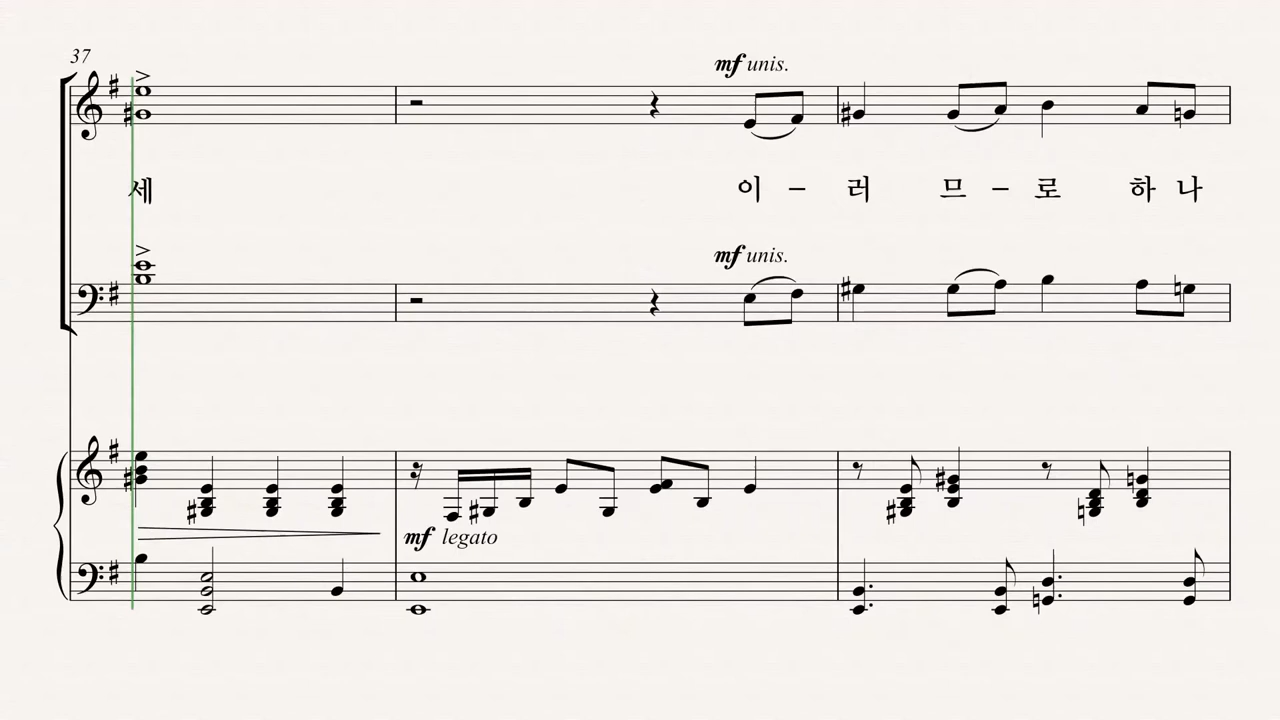 37
mf unis.
세 이 – 러 므 – 로 하 나
mf unis.
mf legato